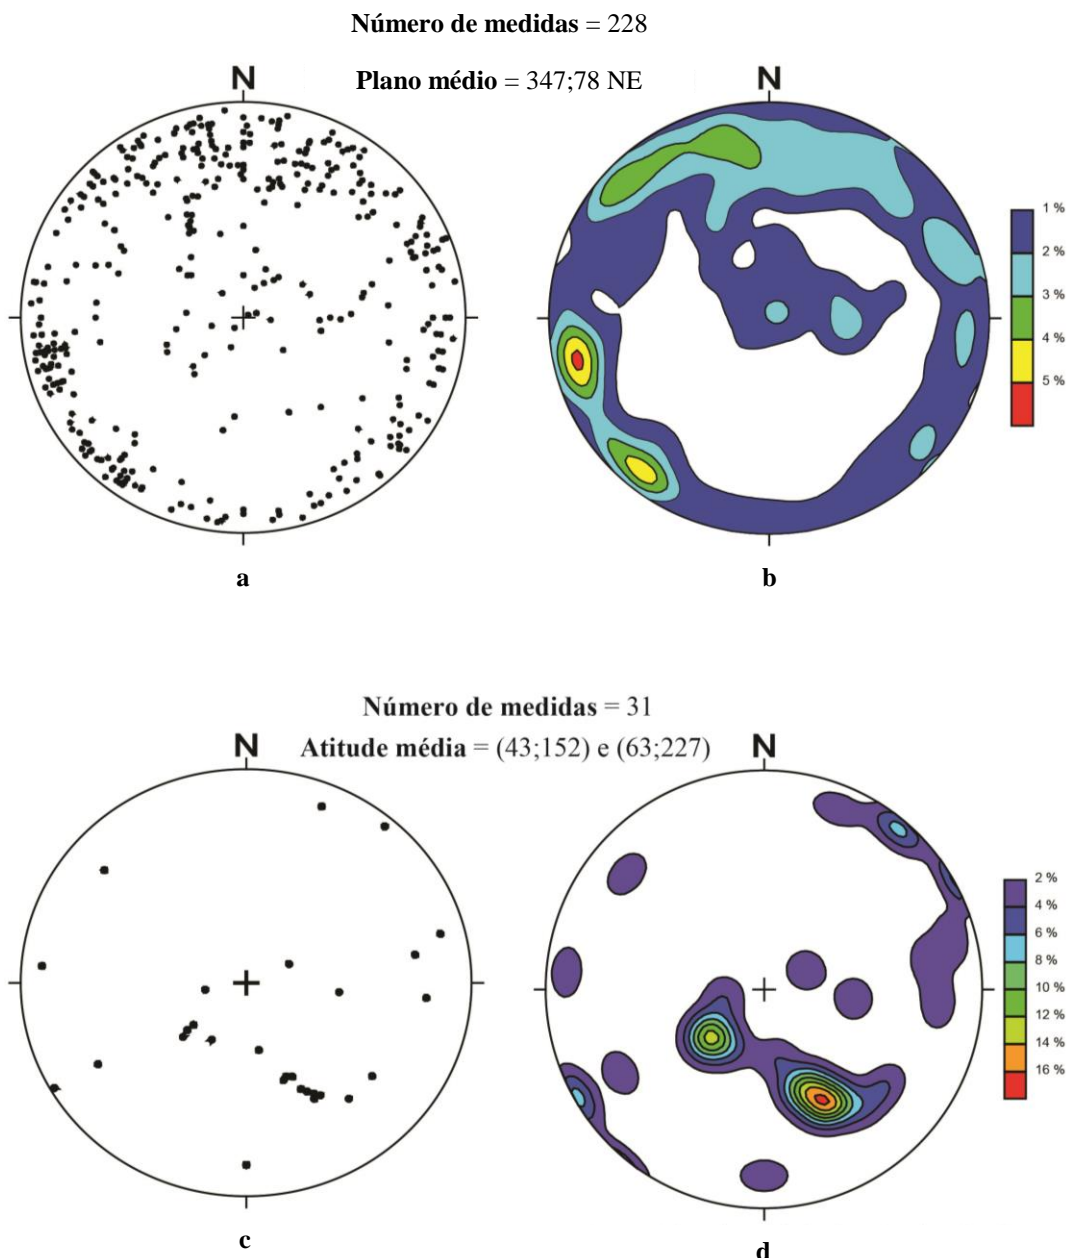 Número de medidas = 228
Plano médio = 347;78 NE
N
N
1 %
2 %
3 %
4 %
5 %
a
b
Número de medidas = 31
Atitude média = (43;152) e (63;227)
N
N
2 %
4 %
6 %
8 %
10 %
12 %
14 %
16 %
c
d